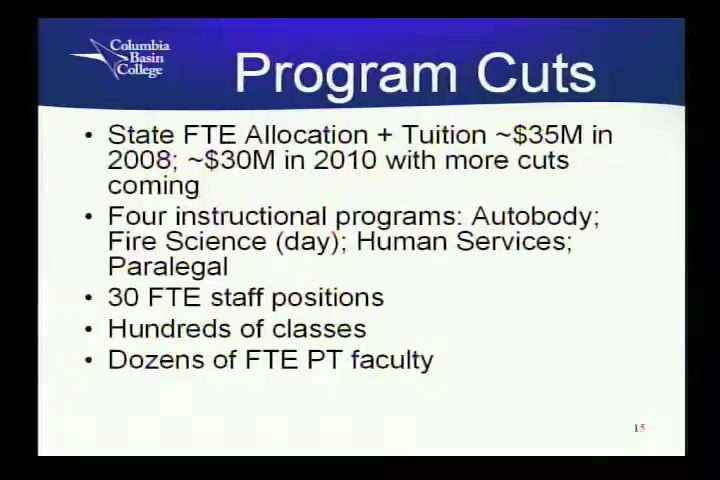 Columbia
Basin
College
Program Cuts
• State FTE Allocation + Tuition ~$35M in
2008; ~$30M in 2010 with more cuts
coming
• Four instructional programs: Autobody;
Fire Science (day); Human Services;
Paralegal
• 30 FTE staff positions
• Hundreds of classes
• Dozens of FTE PT faculty
15